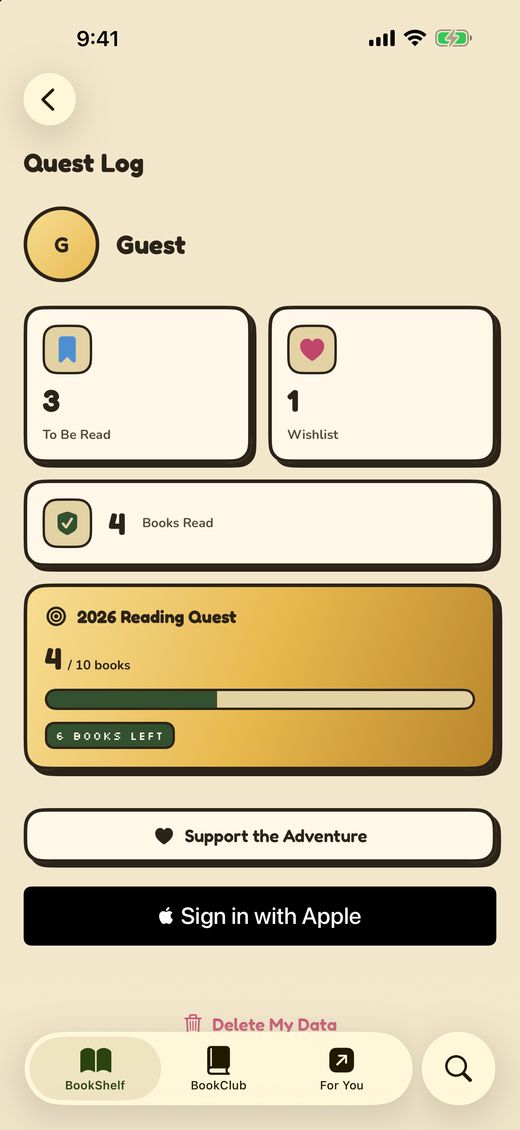 9:41
Quest Log
G
Guest
3
To Be Read
1
Wishlist
4
Books Read
2026 Reading Quest
4 / 10 books
6 BOOKS LEFT
Support the Adventure
Sign in with Apple
Delete My Data
BookShelf
BookClub
For You